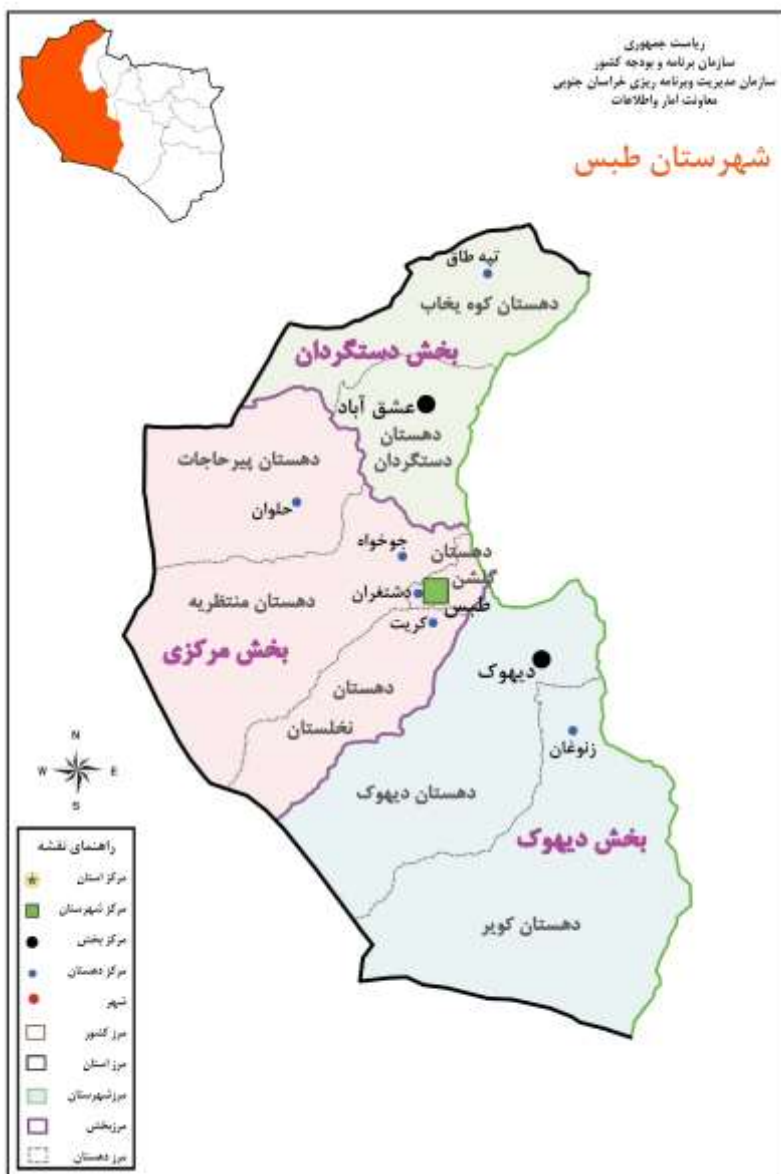 ریاست جمهوری
سازمان برنامه و بودجه کشور
سازمان مدیریت وبرنامه ریزی خراسان جنوبی
معاونت آمار واطلاعات
شهرستان طبس
تپه طاق
دهستان کوه یخاب
بخش دستگردان
عشق آباد
دهستان
دستگردان
دهستان پیرحاجات
حلوان
جوخواه
دهستان
گلشن
دشتغران
طبس
دهستان منتظریه
کریت
بخش مرکزی
دیهوک
دهستان
نخلستان
زنوغان
دهستان دیهوک
بخش دیهوک
دهستان کویر
N
W
E
S
راهنمای نقشه
مرکز استان
مرکز شهرستان
مرکز بخش
مرکز دهستان
شهر
مرز کشور
مرز استان
مرزشهرستان
مرزبخش
مرز دهستان